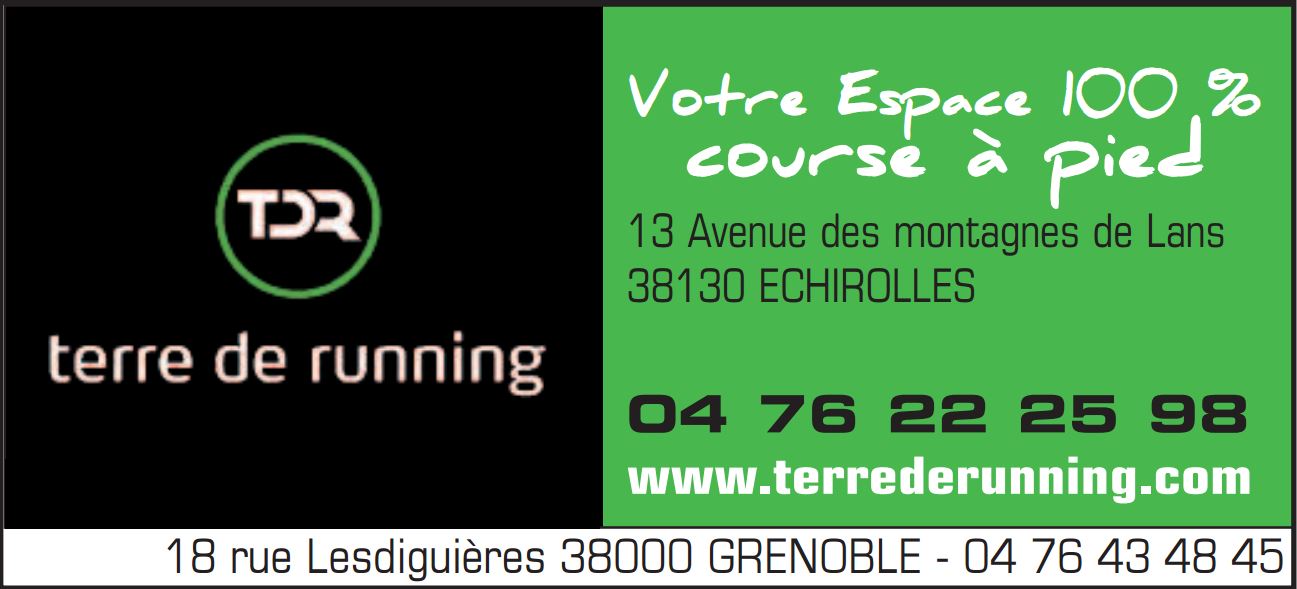 TDR
terre de running
Votre Espace 100 %
course à pied
13 Avenue des montagnes de Lans
38130 ECHIROLLES
04 76 22 25 98
www.terrederunning.com
18 rue Lesdiguières 38000 GRENOBLE - 04 76 43 48 45